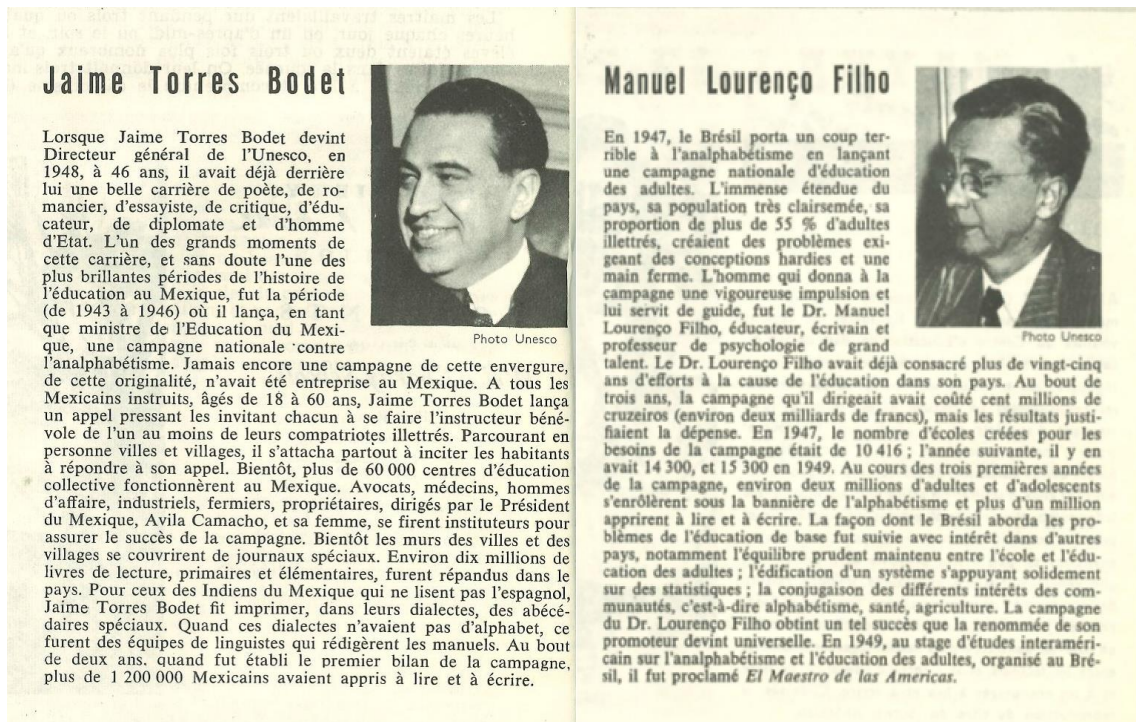 Jaime Torres Bodet
Lorsque Jaime Torres Bodet devint
Directeur général de l'Unesco, en
1948, à 46 ans, il avait déjà derrière
lui une belle carrière de poète, de ro-
mancier, d'essayiste, de critique, d'édu-
cateur, de diplomate et d'homme
d'Etat. L'un des grands moments de
cette carrière, et sans doute l'une des
plus brillantes périodes de l'histoire de
l'éducation au Mexique, fut la période
(de 1943 à 1946) où il lança, en tant
que ministre de l'Education du Mexi-
que, une campagne nationale contre
l'analphabétisme. Jamais encore une campagne de cette envergure,
de cette originalité, n'avait été entreprise au Mexique. A tous les
Mexicains instruits, âgés de 18 à 60 ans, Jaime Torres Bodet lança
un appel pressant les invitant chacun à se faire l'instructeur béné-
vole de l'un au moins de leurs compatriotes illettrés. Parcourant en
personne villes et villages, il s'attacha partout à inciter les habitants
à répondre à son appel. Bientôt, plus de 60 000 centres d'éducation
collective fonctionnèrent au Mexique. Avocats, médecins, hommes
d'affaire, industriels, fermiers, propriétaires, dirigés par le Président
du Mexique, Avila Camacho, et sa femme, se firent instituteurs pour
assurer le succès de la campagne. Bientôt les murs des villes et des
villages se couvrirent de journaux spéciaux. Environ dix millions de
livres de lecture, primaires et élémentaires, furent répandus dans le
pays. Pour ceux des Indiens du Mexique qui ne lisent pas l'espagnol,
Jaime Torres Bodet fit imprimer, dans leurs dialectes, des abécé-
daires spéciaux. Quand ces dialectes n'avaient pas d'alphabet, ce
furent des équipes de linguistes qui rédigèrent les manuels. Au bout
de deux ans. quand fut établi le premier bilan de la campagne,
plus de 1 200 000 Mexicains avaient appris à lire et à écrire.
Photo Unesco
Manuel Lourenço Filho
En 1947, le Brésil porta un coup ter-
rible à l'analphabétisme en lançant
une campagne nationale d'éducation
des adultes. L'immense étendue du
pays, sa population très clairsemée, sa
proportion de plus de 55 % d'adultes
illettrés, créaient des problèmes exi-
geant des conceptions hardies et une
main ferme. L'homme qui donna à la
campagne une vigoureuse impulsion et
lui servit de guide, fut le Dr. Manuel
Lourenço Filho, éducateur, écrivain et
professeur de psychologie de grand
talent. Le Dr. Lourenço Filho avait déjà consacré plus de vingt-cinq
ans d'efforts à la cause de l'éducation dans son pays. Au bout de
trois ans, la campagne qu'il dirigeait avait coûté cent millions de
cruzeiros (environ deux milliards de francs), mais les résultats justi-
fiaient la dépense. En 1947, le nombre d'écoles créées pour les
besoins de la campagne était de 10 416 ; l'année suivante, il y en
avait 14 300, et 15 300 en 1949. Au cours des trois premières années
de la campagne, environ deux millions d'adultes et d'adolescents
s'enrôlèrent sous la bannière de l'alphabétisme et plus d'un million
apprirent à lire et à écrire. La façon dont le Brésil aborda les pro-
blèmes de l'éducation de base fut suivie avec intérêt dans d'autres
pays, notamment l'équilibre prudent maintenu entre l'école et l'édu-
cation des adultes ; l'édification d'un système s'appuyant solidement
sur des statistiques ; la conjugaison des différents intérêts des com-
munautés, c'est-à-dire alphabétisme, santé, agriculture. La campagne
du Dr. Lourenço Filho obtint un tel succès que la renommée de son
promoteur devint universelle. En 1949, au stage d'études interaméri-
cain sur l'analphabétisme et l'éducation des adultes, organisé au Bré-
sil, il fut proclamé El Maestro de las Americas.
Photo Unesco